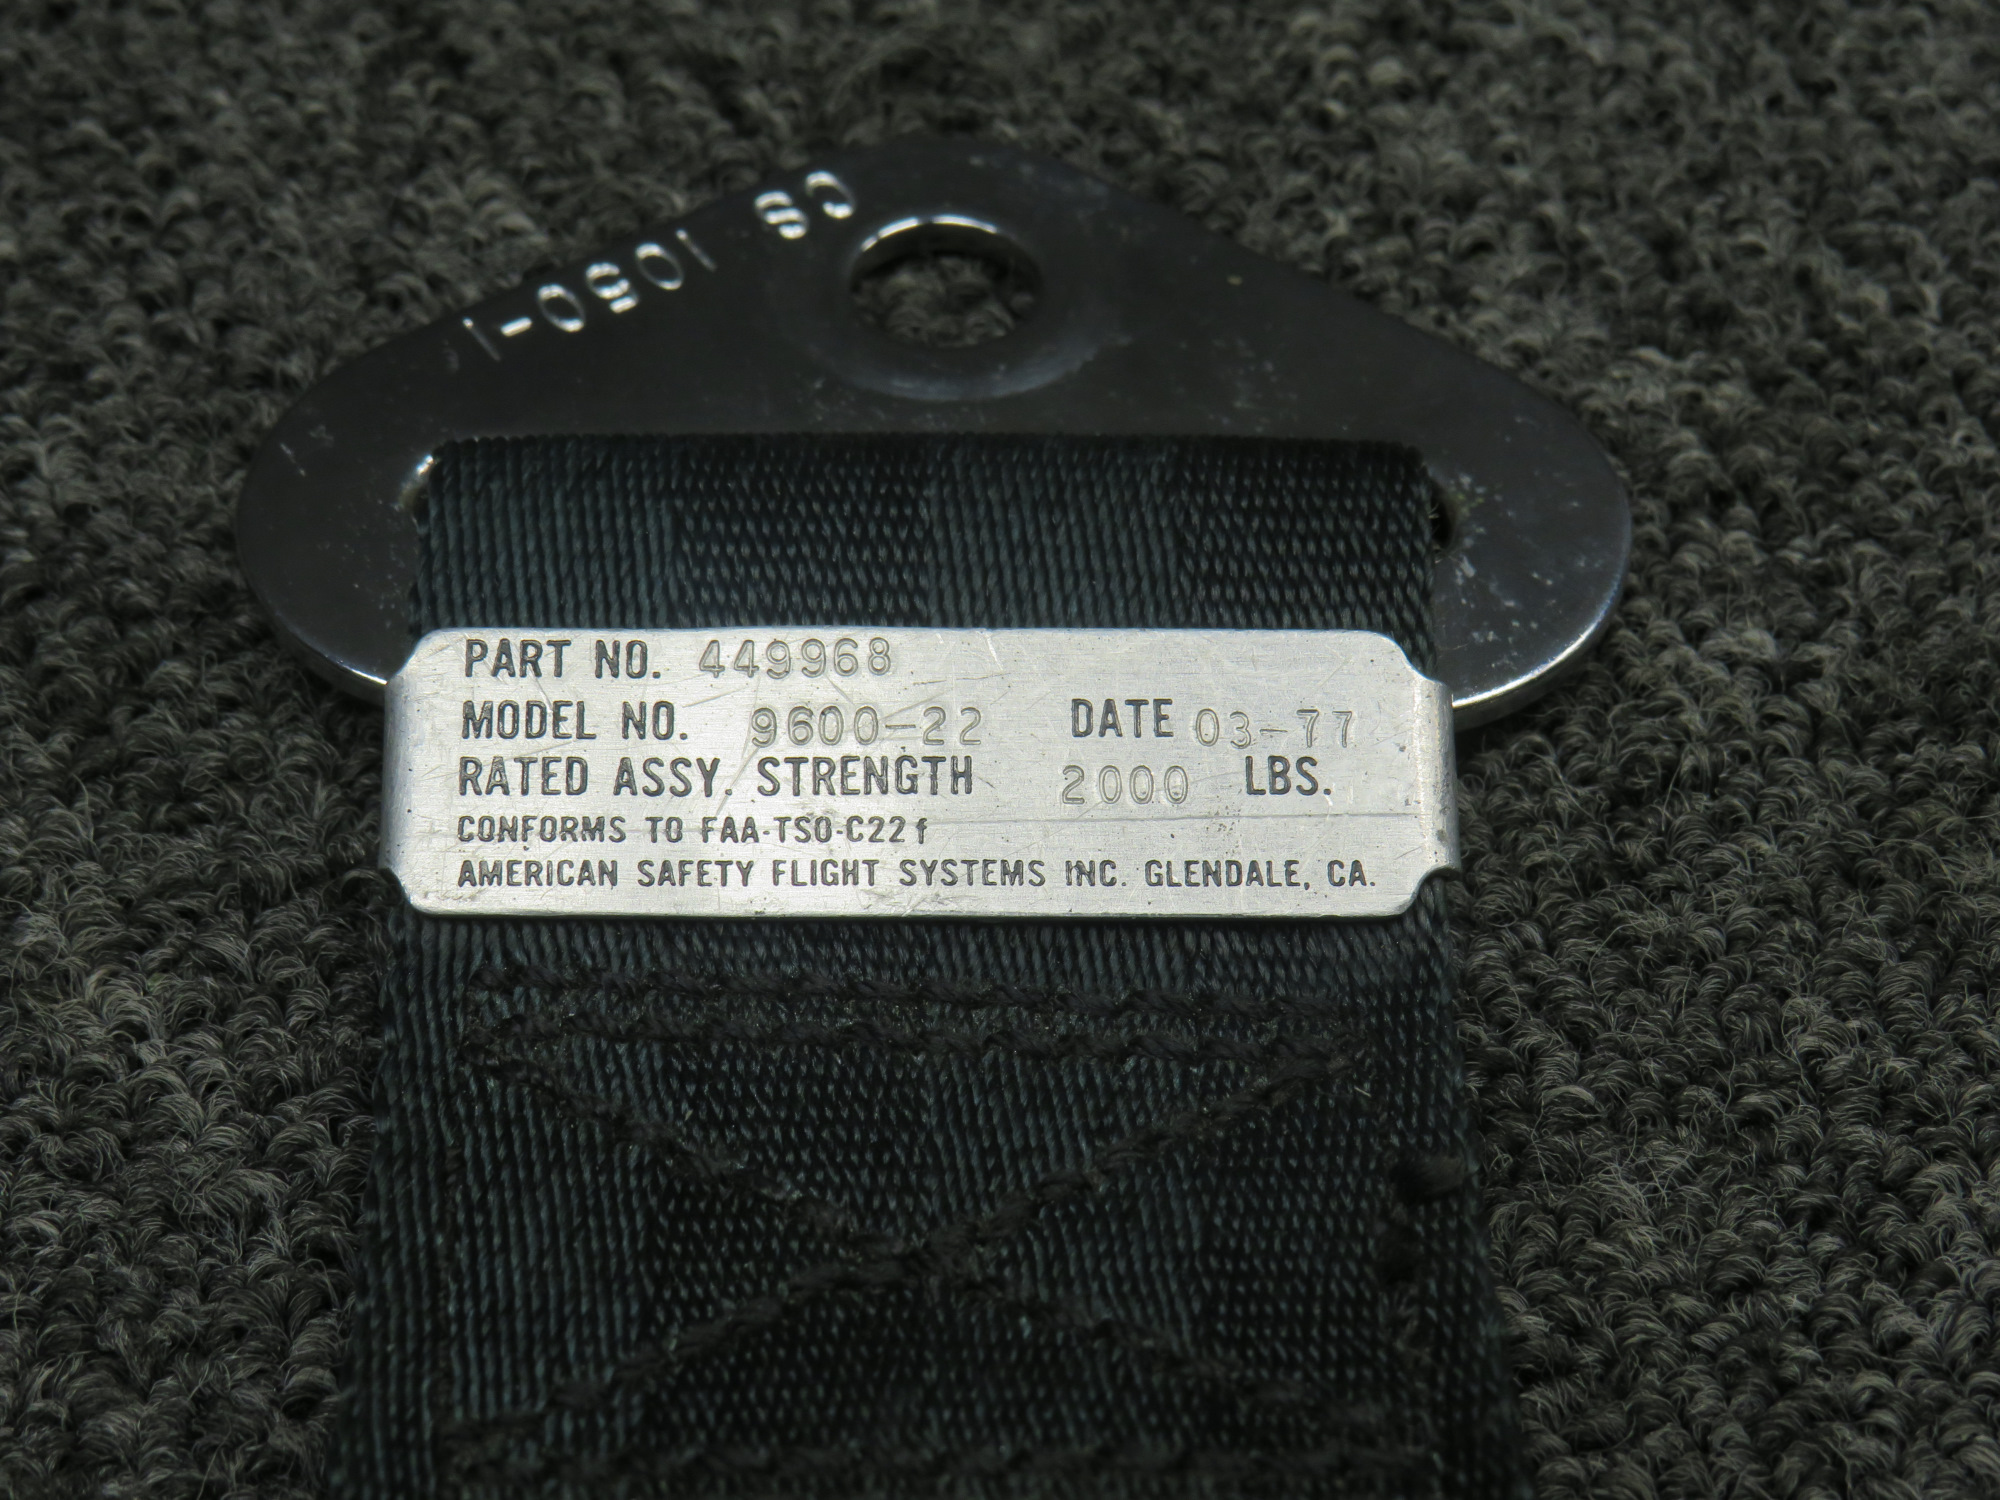 CS 1050-1
PART NO. 449968
MODEL NO. 9600-22 DATE 03-77
RATED ASSY. STRENGTH 2000 LBS.
CONFORMS TO FAA-TSO-C22f
AMERICAN SAFETY FLIGHT SYSTEMS INC. GLENDALE, CA.